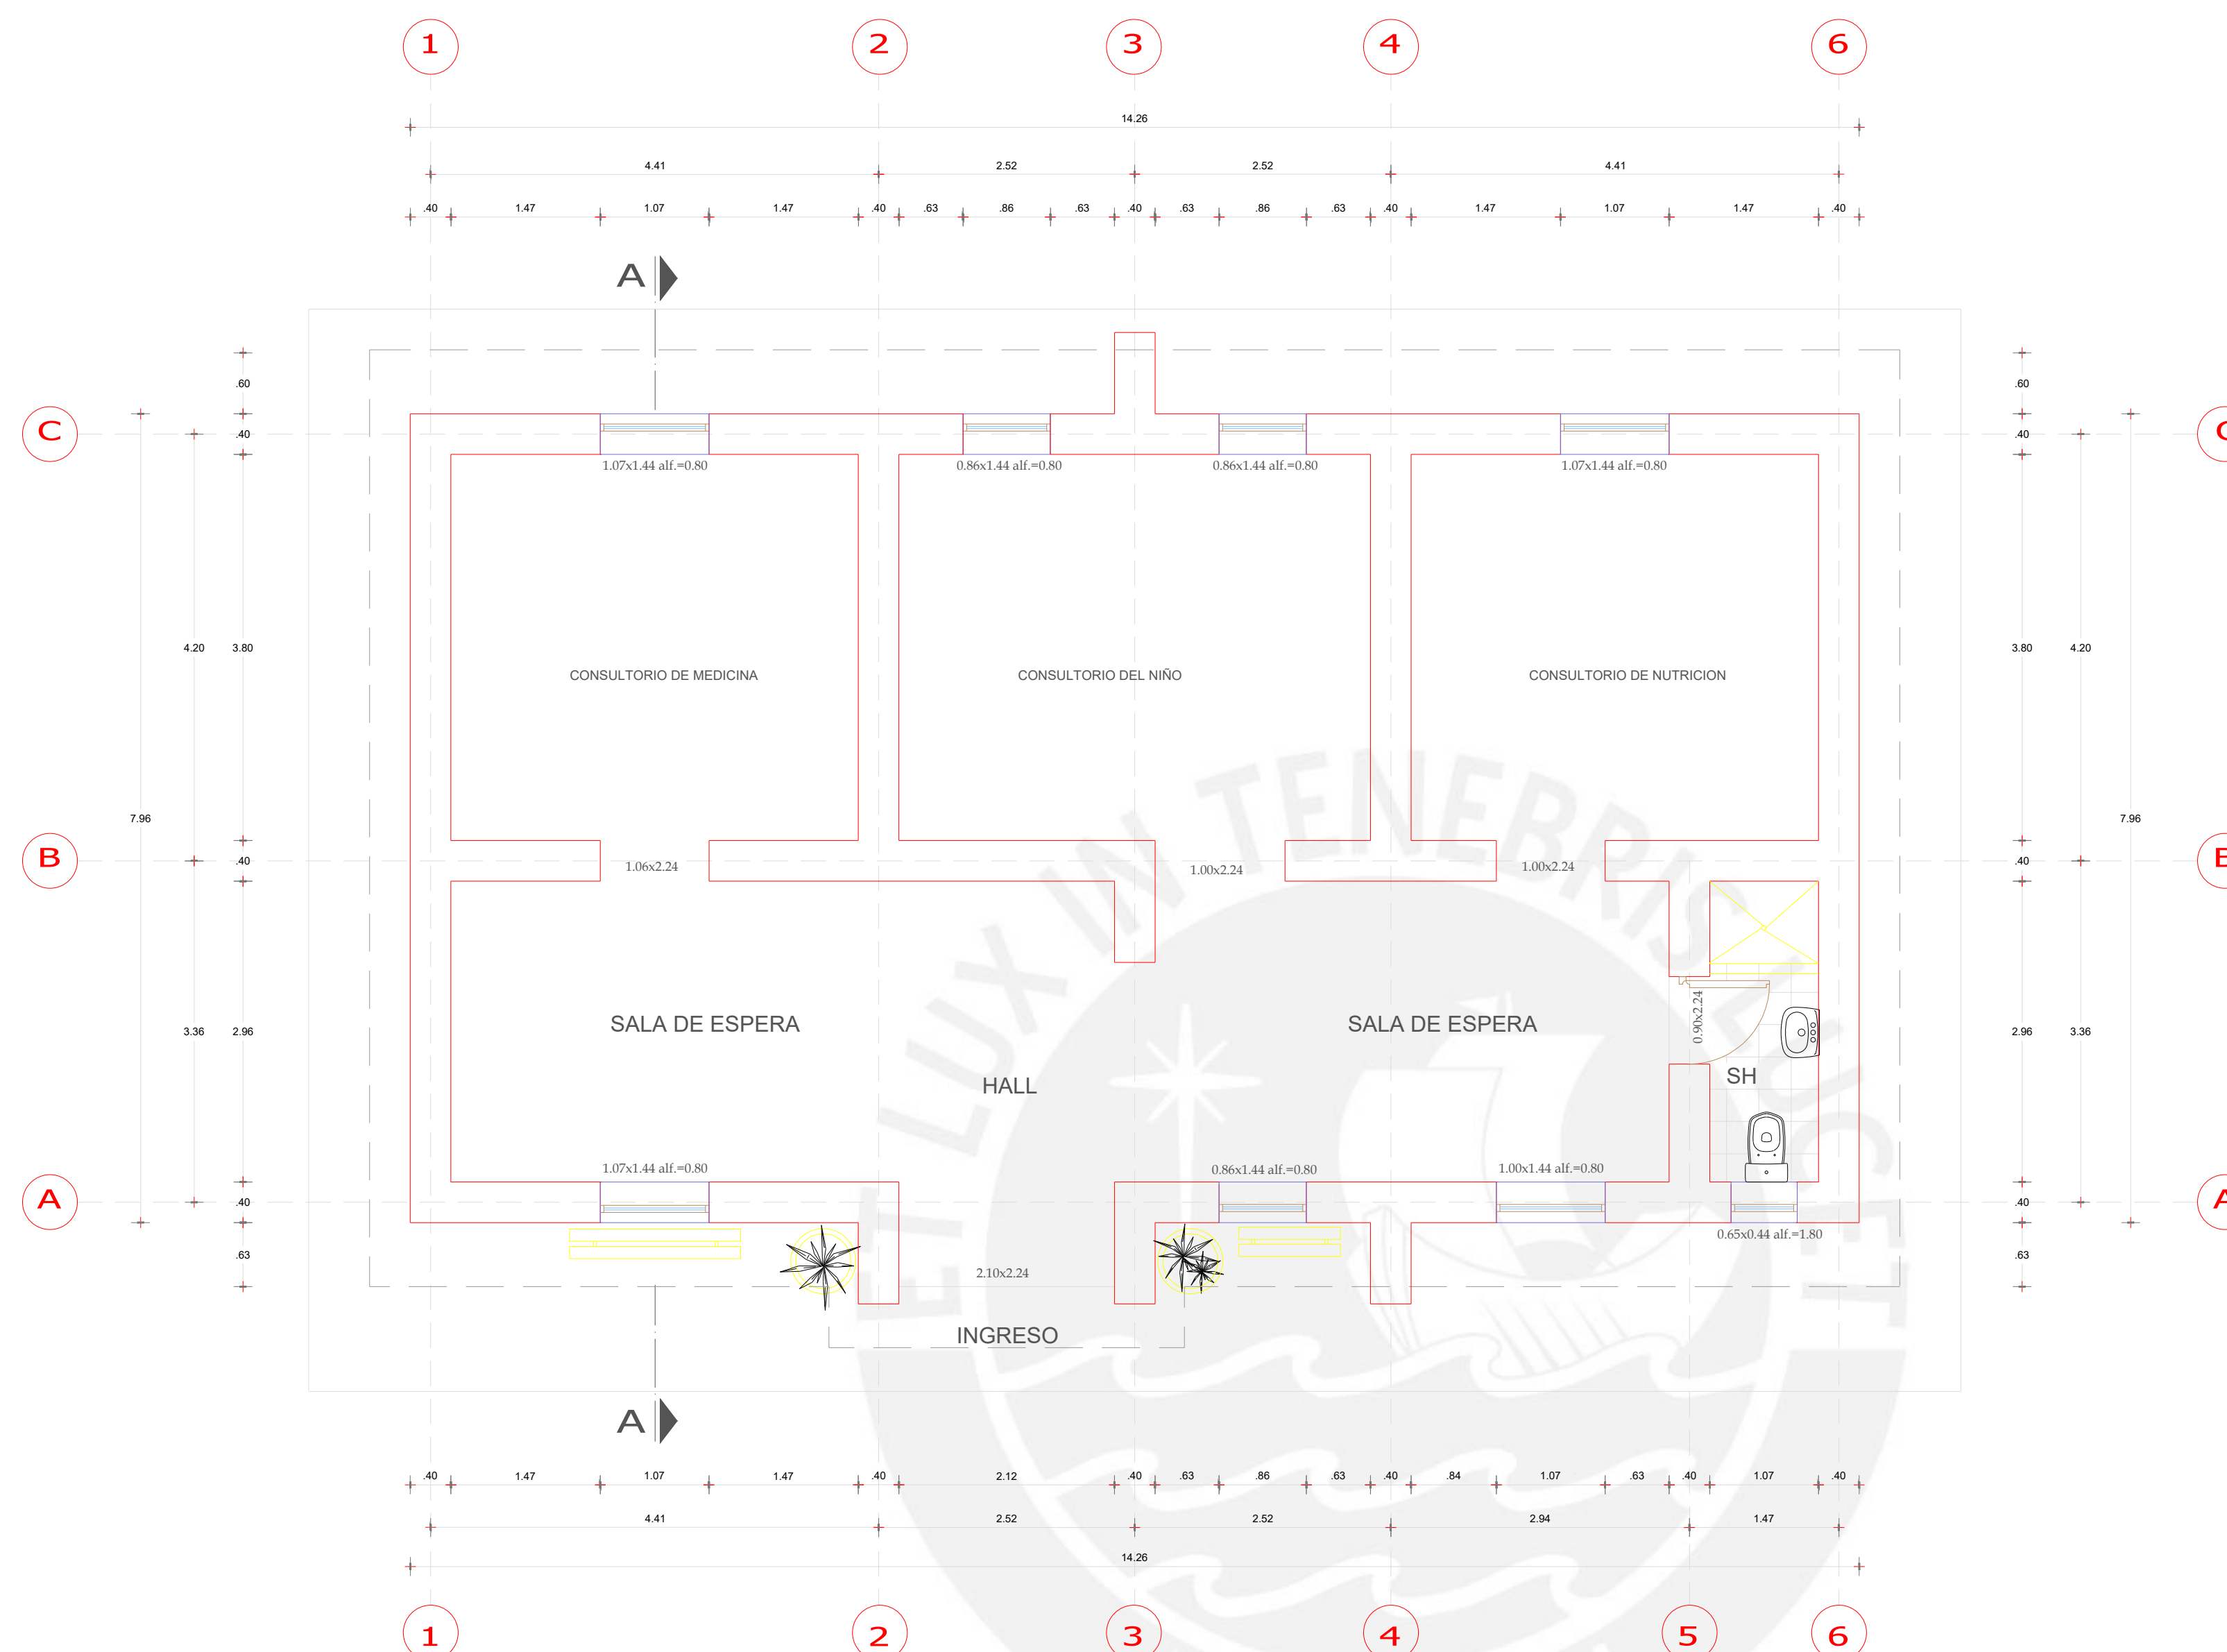 1 2 3 4 6
14.26
4.41 2.52 2.52 4.41
.40 1.47 1.07 1.47 .40 .63 .86 .63 .40 .63 .86 .63 .40 1.47 1.07 1.47 .40
A
.60 .60
C .40 .40
1.07x1.44 alf.=0.80 0.86x1.44 alf.=0.80 0.86x1.44 alf.=0.80 1.07x1.44 alf.=0.80
4.20 3.80 3.80 4.20
CONSULTORIO DE MEDICINA CONSULTORIO DEL NIÑO CONSULTORIO DE NUTRICION
7.96 7.96
B .40 1.06x2.24 1.00x2.24 1.00x2.24 .40 B
ET LUX IN TENEBRIS LUCET
0.90x2.24
SALA DE ESPERA SALA DE ESPERA
3.36 2.96 2.96 3.36
SH
HALL
1.07x1.44 alf.=0.80 0.86x1.44 alf.=0.80 1.00x1.44 alf.=0.80
A .40 .40 A
0.65x0.44 alf.=1.80
.63 .63
2.10x2.24
INGRESO
A
.40 1.47 1.07 1.47 .40 2.12 .40 .63 .86 .63 .40 .84 1.07 .63 .40 1.07 .40
4.41 2.52 2.52 2.94 1.47
14.26
1 2 3 4 5 6